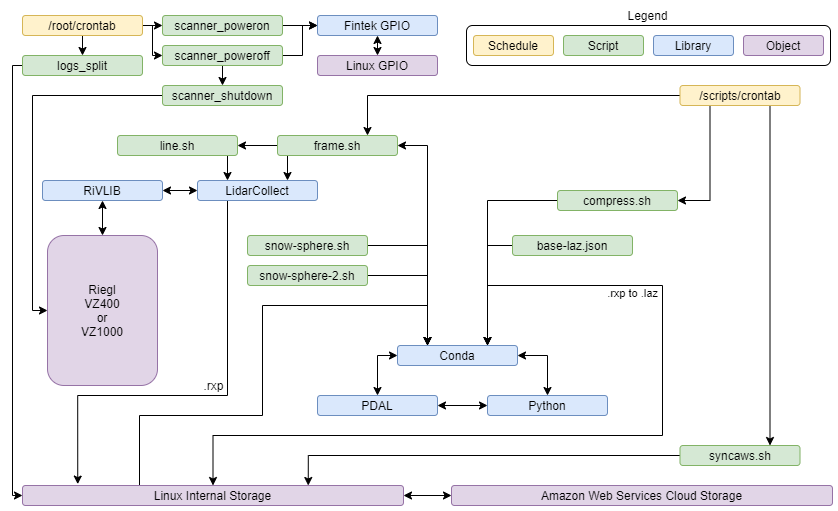 Legend
/root/crontab
scanner_poweron
Fintek GPIO
Schedule
Script
Library
Object
scanner_poweroff
logs_split
Linux GPIO
scanner_shutdown
/scripts/crontab
line.sh
frame.sh
RiVLIB
LidarCollect
compress.sh
snow-sphere.sh
base-laz.json
snow-sphere-2.sh
Riegl
VZ400
or
VZ1000
.rxp to .laz
Conda
.rxp
PDAL
Python
syncaws.sh
Linux Internal Storage
Amazon Web Services Cloud Storage